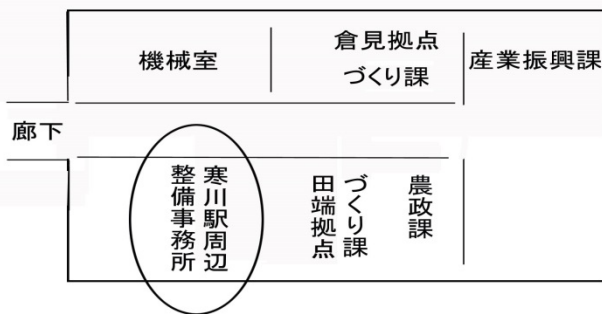 機械室
倉見拠点
づくり課
産業振興課
廊下
寒川駅周辺
整備事務所
田端拠点
づくり課
農政課